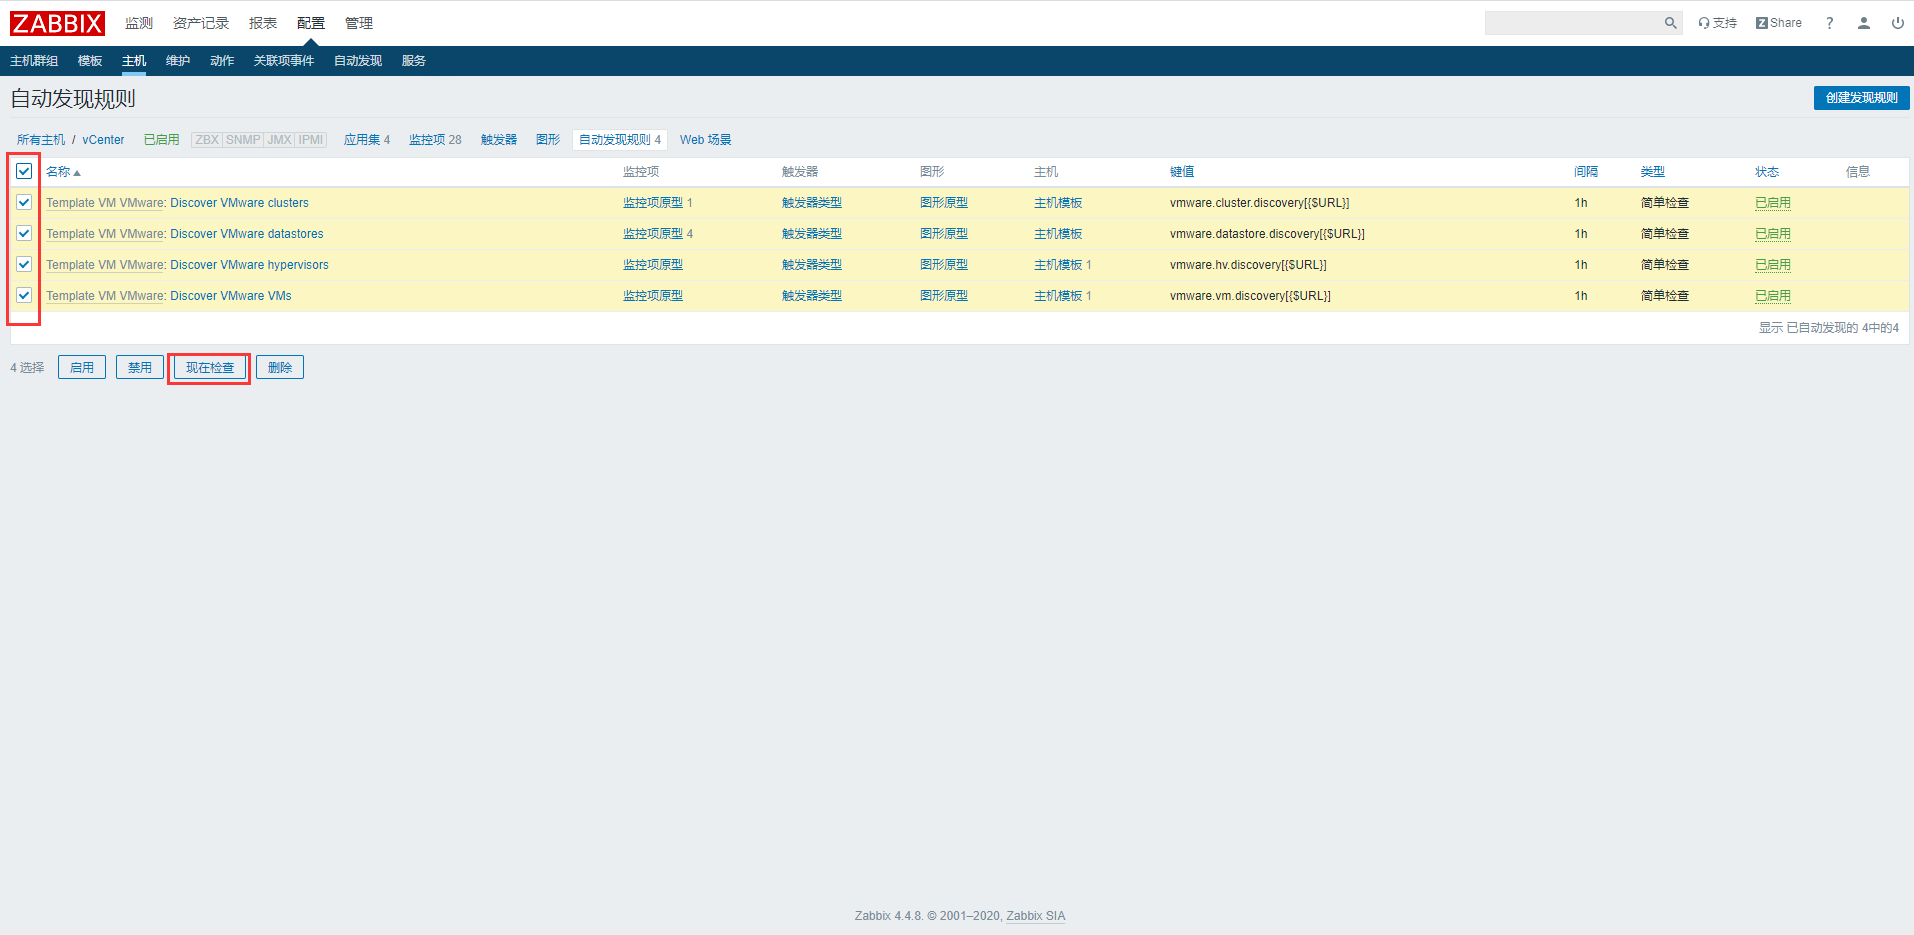 ZABBIX 监测 资产记录 报表 配置 管理 支持 Z Share ?
主机群组 模板 主机 维护 动作 关联项事件 自动发现 服务
自动发现规则 创建发现规则
所有主机 / vCenter 已启用 ZBX SNMP JMX IPMI 应用集 4 监控项 28 触发器 图形 自动发现规则 4 Web 场景
名称 监控项 触发器 图形 主机 键值 间隔 类型 状态 信息
Template VM VMware: Discover VMware clusters 监控项原型 1 触发器类型 图形原型 主机模板 vmware.cluster.discovery[{$URL}] 1h 简单检查 已启用
Template VM VMware: Discover VMware datastores 监控项原型 4 触发器类型 图形原型 主机模板 vmware.datastore.discovery[{$URL}] 1h 简单检查 已启用
Template VM VMware: Discover VMware hypervisors 监控项原型 触发器类型 图形原型 主机模板 1 vmware.hv.discovery[{$URL}] 1h 简单检查 已启用
Template VM VMware: Discover VMware VMs 监控项原型 触发器类型 图形原型 主机模板 1 vmware.vm.discovery[{$URL}] 1h 简单检查 已启用
显示 已自动发现的 4中的4
4 选择 启用 禁用 现在检查 删除
Zabbix 4.4.8. © 2001–2020, Zabbix SIA